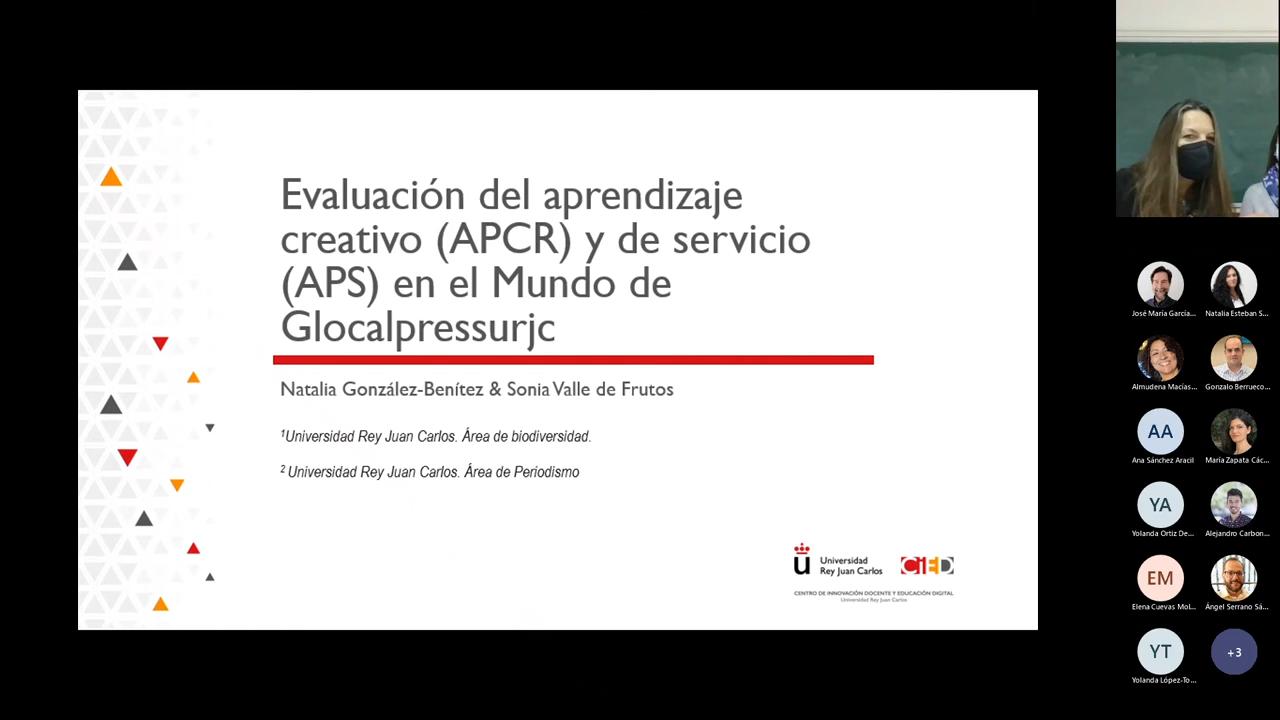 Evaluación del aprendizaje
creativo (APCR) y de servicio
(APS) en el Mundo de
Glocalpressurjc
Natalia González-Benítez & Sonia Valle de Frutos
¹Universidad Rey Juan Carlos. Área de biodiversidad.
² Universidad Rey Juan Carlos. Área de Periodismo
u Universidad
Rey Juan Carlos
CiED
CENTRO DE INNOVACIÓN DOCENTE Y EDUCACIÓN DIGITAL
Universidad Rey Juan Carlos
José María García...
Natalia Esteban S...
Almudena Macías...
Gonzalo Berrueco...
AA
Ana Sánchez Aracil
María Zapata Các...
YA
Yolanda Ortiz De...
Alejandro Carbon...
EM
Elena Cuevas Mol...
Ángel Serrano Sá...
YT
Yolanda López-To...
+3